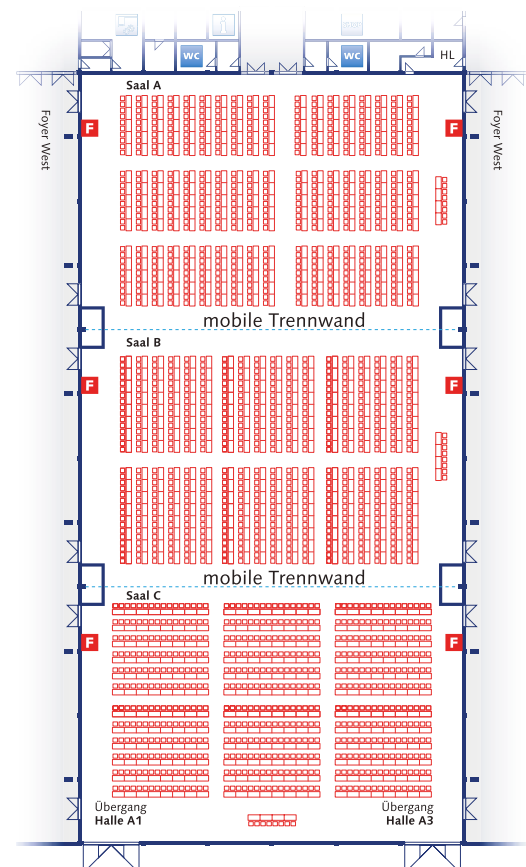 WC
WC
HL
Saal A
F
F
Foyer West
Foyer West
mobile Trennwand
Saal B
F
F
mobile Trennwand
Saal C
F
F
Übergang
Halle A1
Übergang
Halle A3